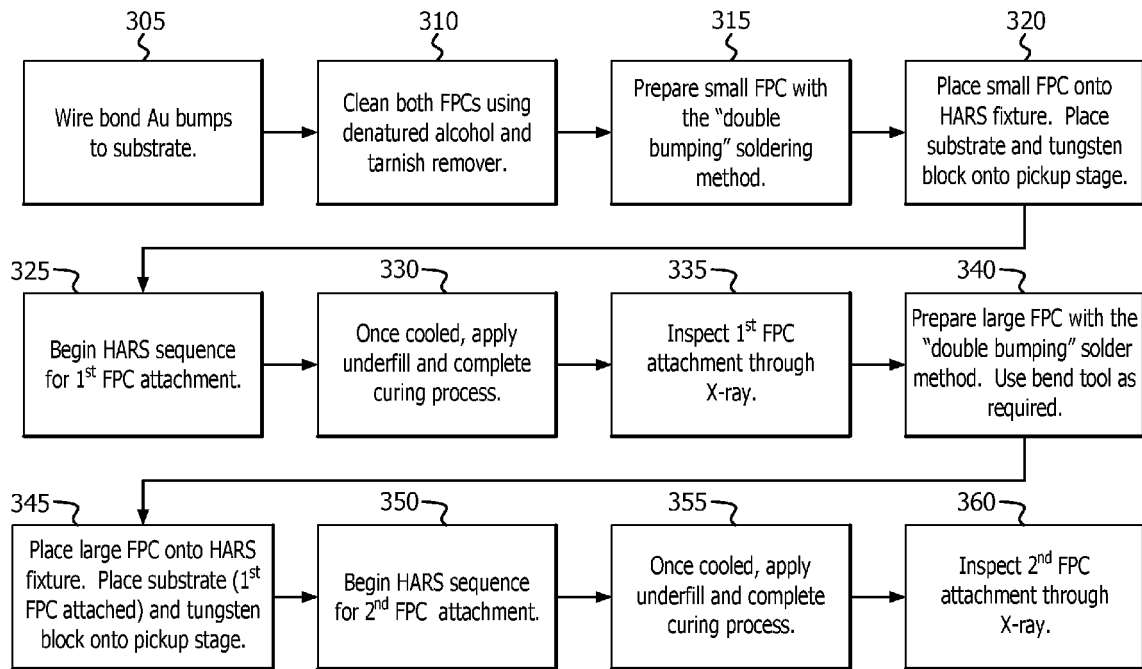 305
310
315
320
Wire bond Au bumps
to substrate.
Clean both FPCs using
denatured alcohol and
tarnish remover.
Prepare small FPC with
the “double
bumping” soldering
method.
Place small FPC onto
HARS fixture. Place
substrate and tungsten
block onto pickup stage.
325
330
335
340
Begin HARS sequence
for 1st FPC attachment.
Once cooled, apply
underfill and complete
curing process.
Inspect 1st FPC
attachment through
X-ray.
Prepare large FPC with the
“double bumping” solder
method. Use bend tool as
required.
345
350
355
360
Place large FPC onto HARS
fixture. Place substrate (1st
FPC attached) and tungsten
block onto pickup stage.
Begin HARS sequence
for 2nd FPC attachment.
Once cooled, apply
underfill and complete
curing process.
Inspect 2nd FPC
attachment through
X-ray.